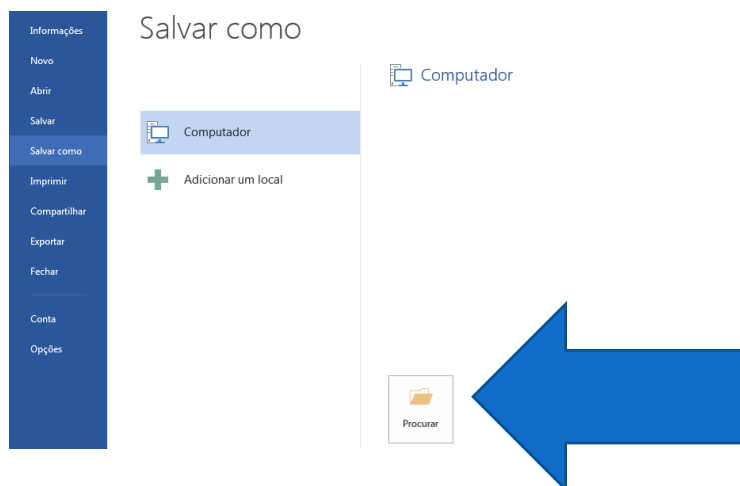 Informações
Novo
Abrir
Salvar
Salvar como
Imprimir
Compartilhar
Exportar
Fechar
Conta
Opções
Salvar como
Computador
Adicionar um local
Computador
Procurar